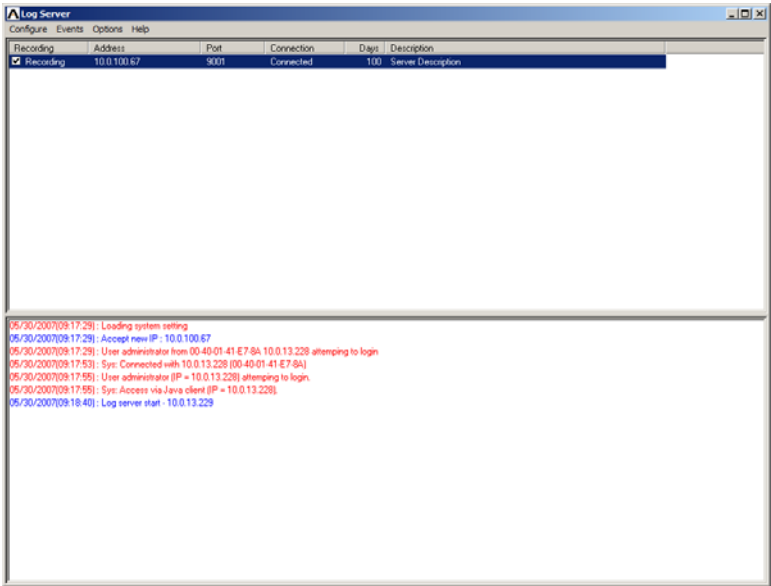 Log Server
Configure Events Options Help
Recording Address Port Connection Days Description
Recording 10.0.100.67 9001 Connected 100 Server Description
05/30/2007(09:17:29) : Loading system setting
05/30/2007(09:17:29) : Accept new IP : 10.0.100.67
05/30/2007(09:17:29) : User administrator from 00-40-01-41-E7-8A 10.0.13.228 attemping to login
05/30/2007(09:17:53) : Sys: Connected with 10.0.13.228 (00-40-01-41-E7-8A)
05/30/2007(09:17:55) : User administrator (IP = 10.0.13.228) attemping to login.
05/30/2007(09:17:55) : Sys: Access via Java client (IP = 10.0.13.228).
05/30/2007(09:18:40) : Log server start - 10.0.13.229